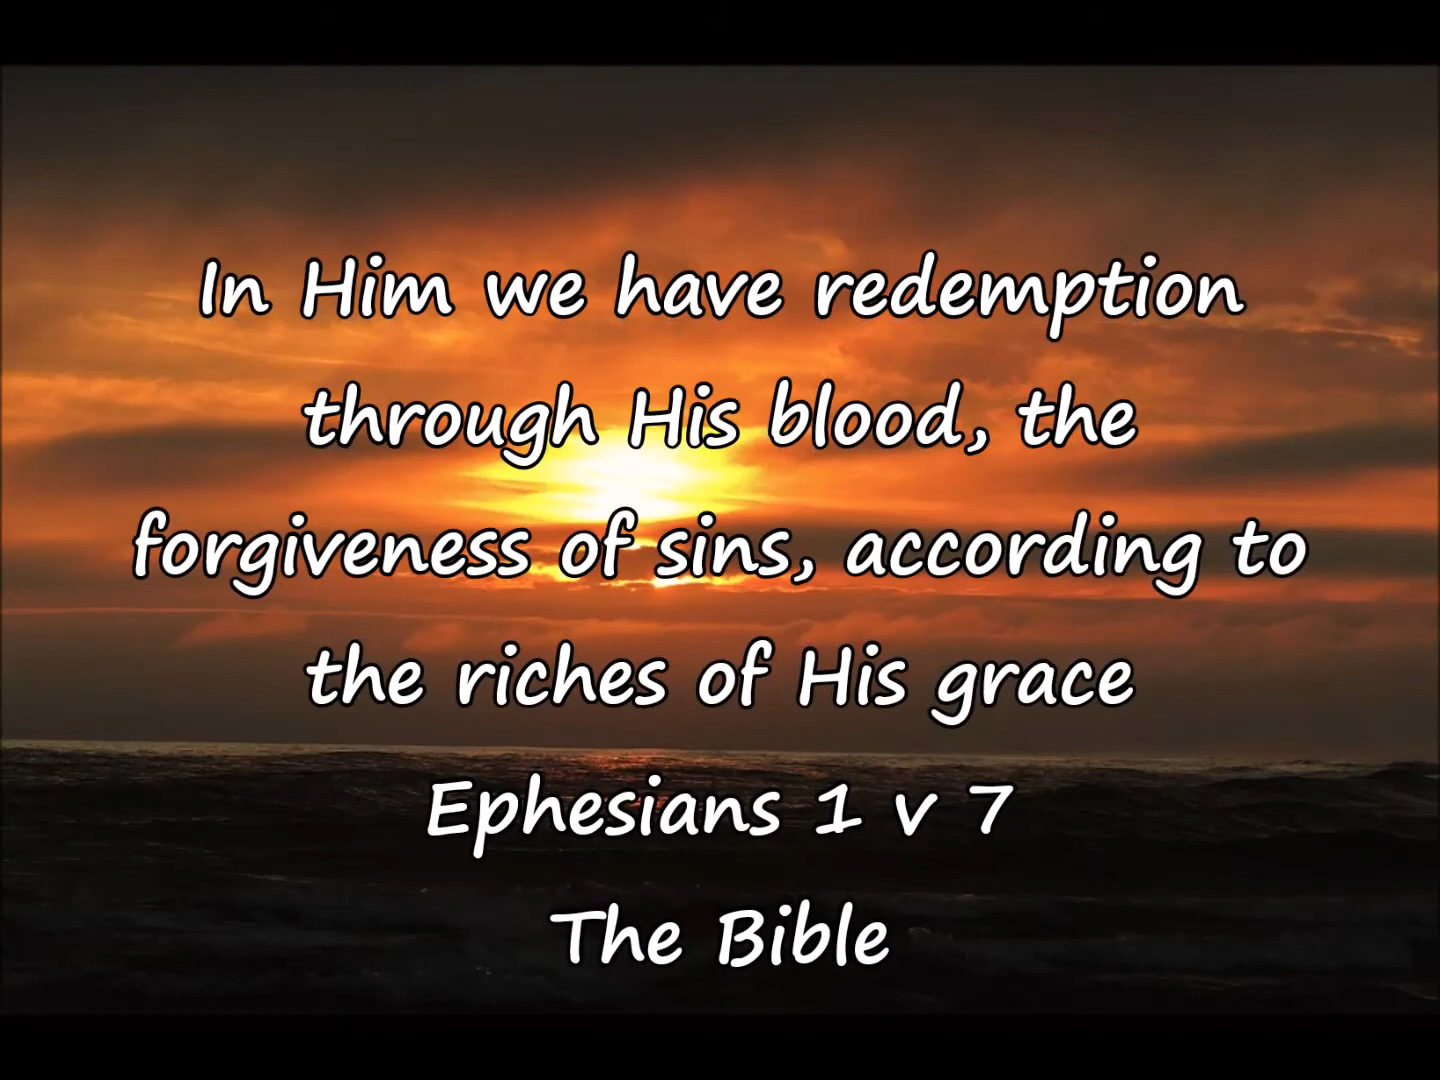 In Him we have redemption
through His blood, the
forgiveness of sins, according to
the riches of His grace
Ephesians 1 v 7
The Bible